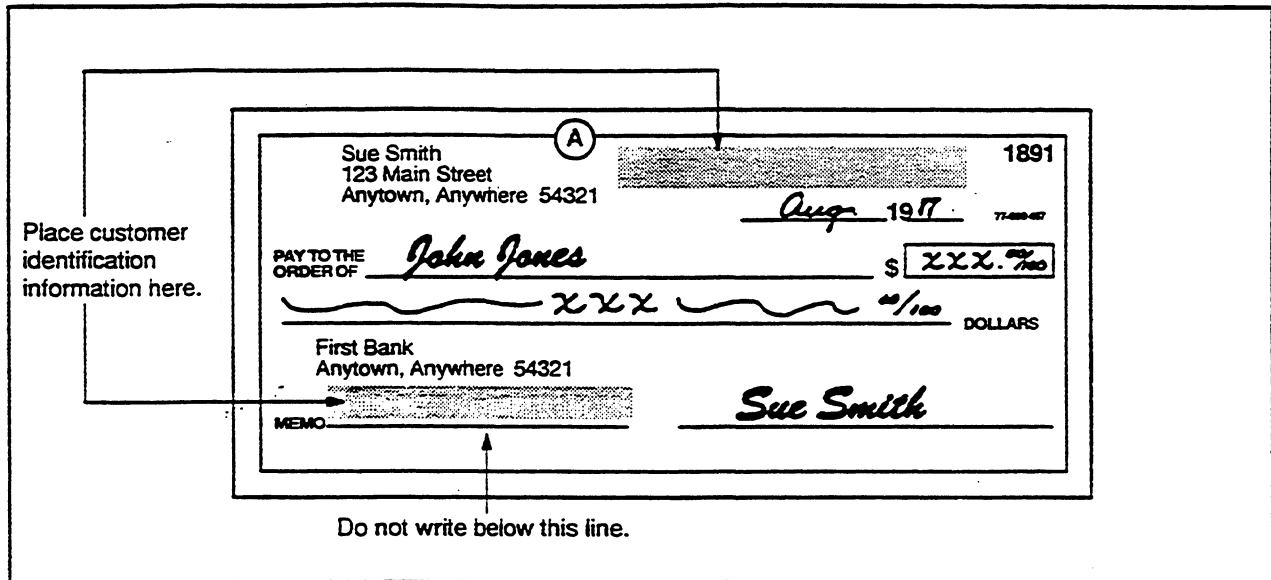 A
Sue Smith
123 Main Street
Anytown, Anywhere 54321
1891
Aug 19
Place customer
identification
information here.
PAY TO THE
ORDER OF John Jones $ XXX.
XXX /100 DOLLARS
First Bank
Anytown, Anywhere 54321
MEMO Sue Smith
Do not write below this line.